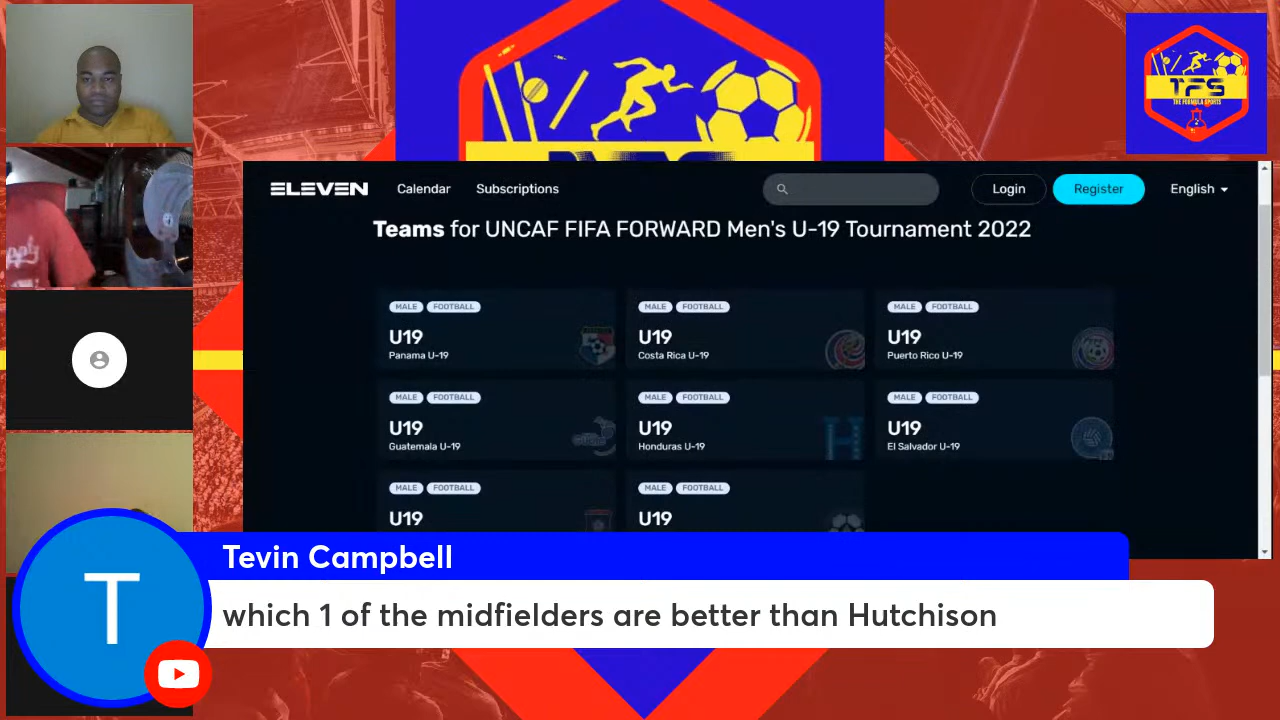 TFS
THE FORMULA SPORTS
ELEVEN
Calendar
Subscriptions
Login
Register
English
Teams for UNCAF FIFA FORWARD Men's U-19 Tournament 2022
MALE FOOTBALL
U19
Panama U-19
MALE FOOTBALL
U19
Costa Rica U-19
MALE FOOTBALL
U19
Puerto Rico U-19
MALE FOOTBALL
U19
Guatemala U-19
MALE FOOTBALL
U19
Honduras U-19
MALE FOOTBALL
U19
El Salvador U-19
MALE FOOTBALL
U19
MALE FOOTBALL
U19
T
Tevin Campbell
which 1 of the midfielders are better than Hutchison